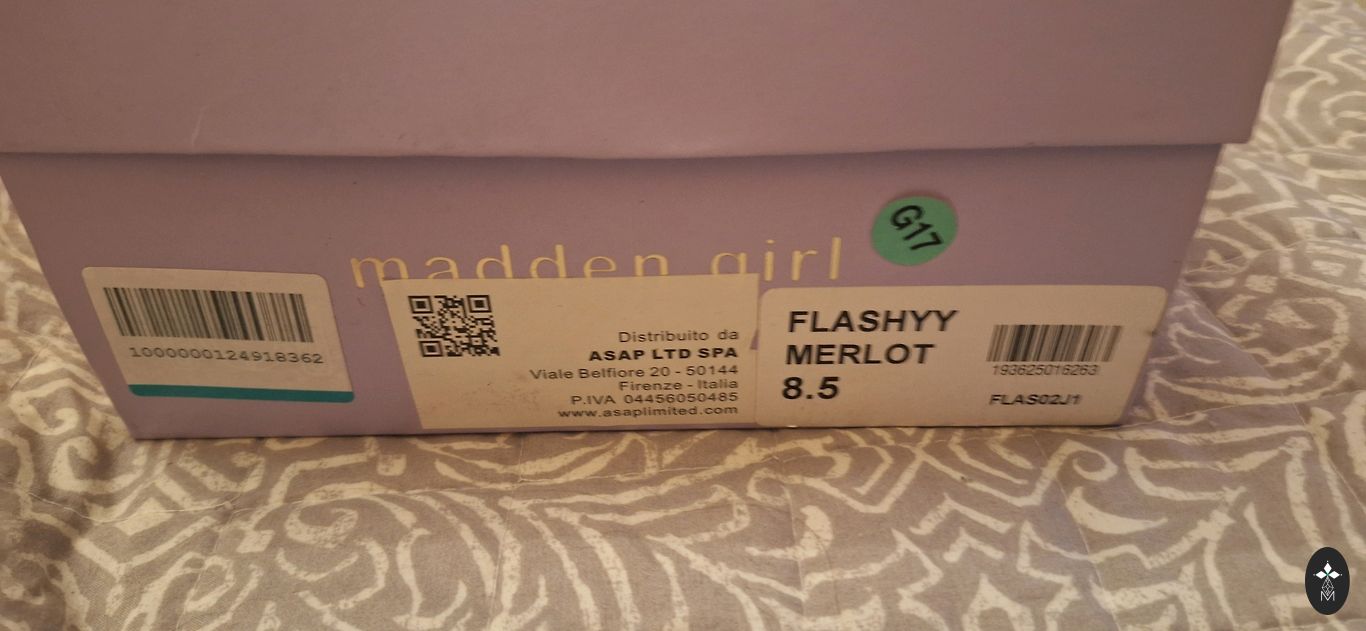 madden girl
G17
1000000124918362
Distribuito da
ASAP LTD SPA
Viale Belfiore 20 - 50144
Firenze - Italia
P.IVA 04456050485
www.asaplimited.com
FLASHYY
MERLOT
8.5
193625016263
FLAS02J1
M